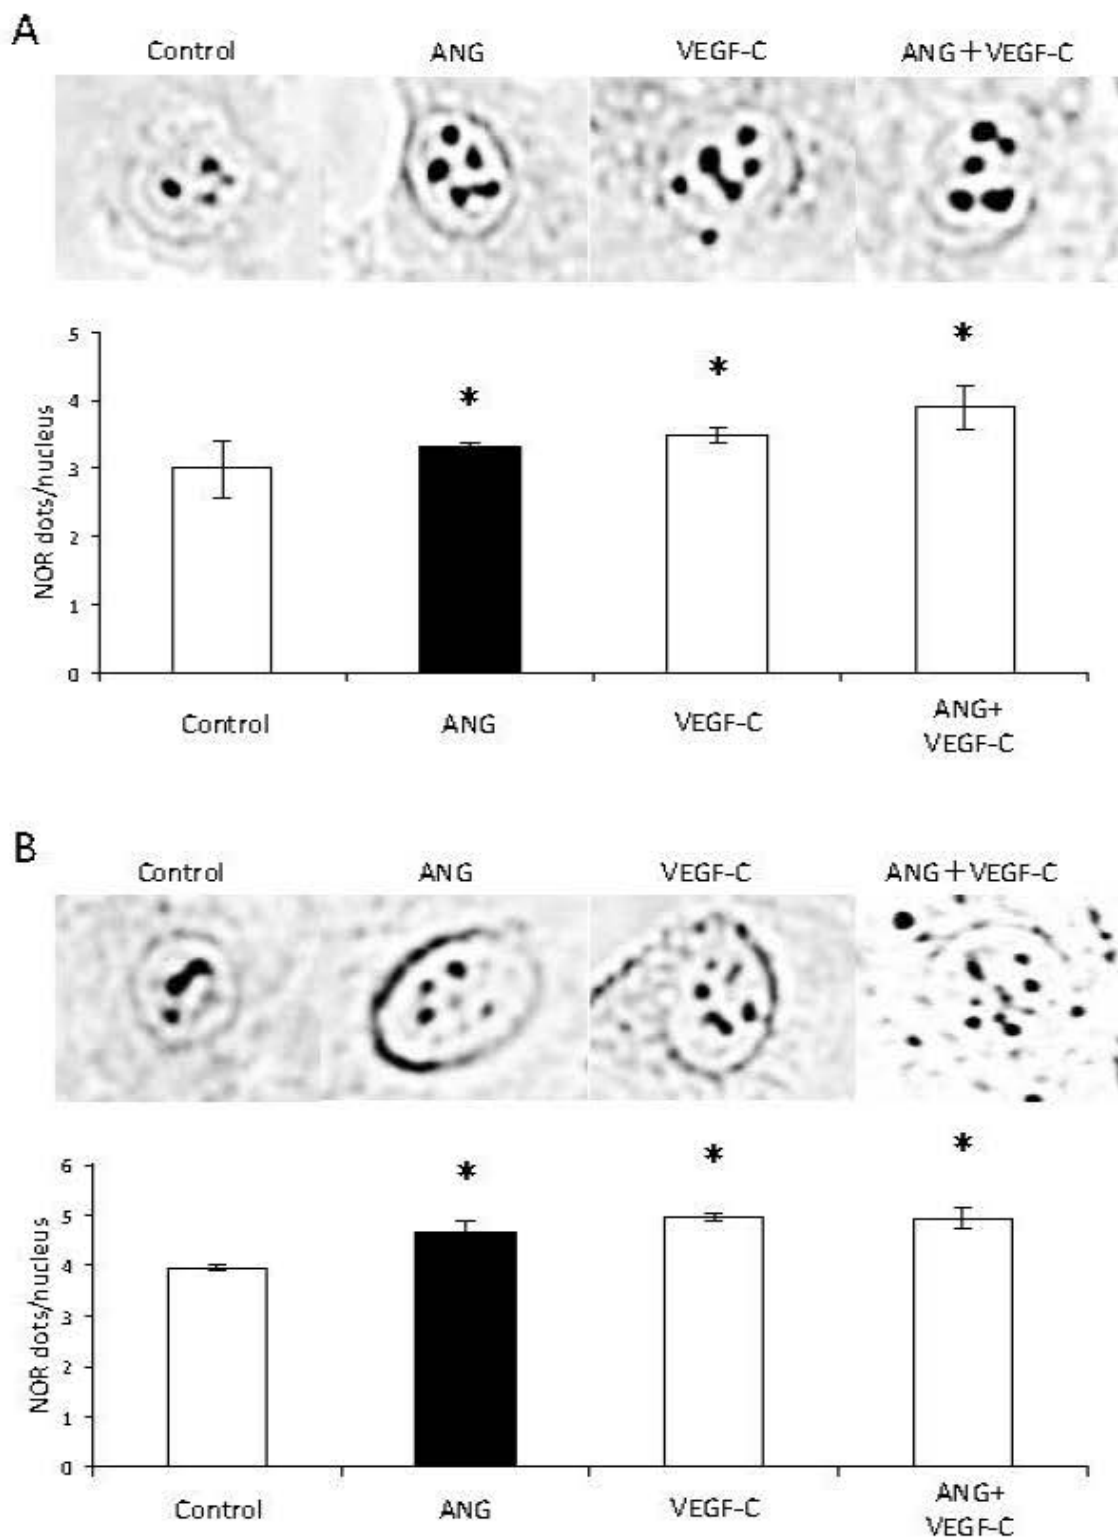 A
Control ANG VEGF-C ANG+VEGF-C
NOR dots/nucleus
5
4
3
2
1
0
*
*
*
Control ANG VEGF-C ANG+
VEGF-C
B
Control ANG VEGF-C ANG+VEGF-C
NOR dots/nucleus
6
5
4
3
2
1
0
*
*
*
Control ANG VEGF-C ANG+
VEGF-C